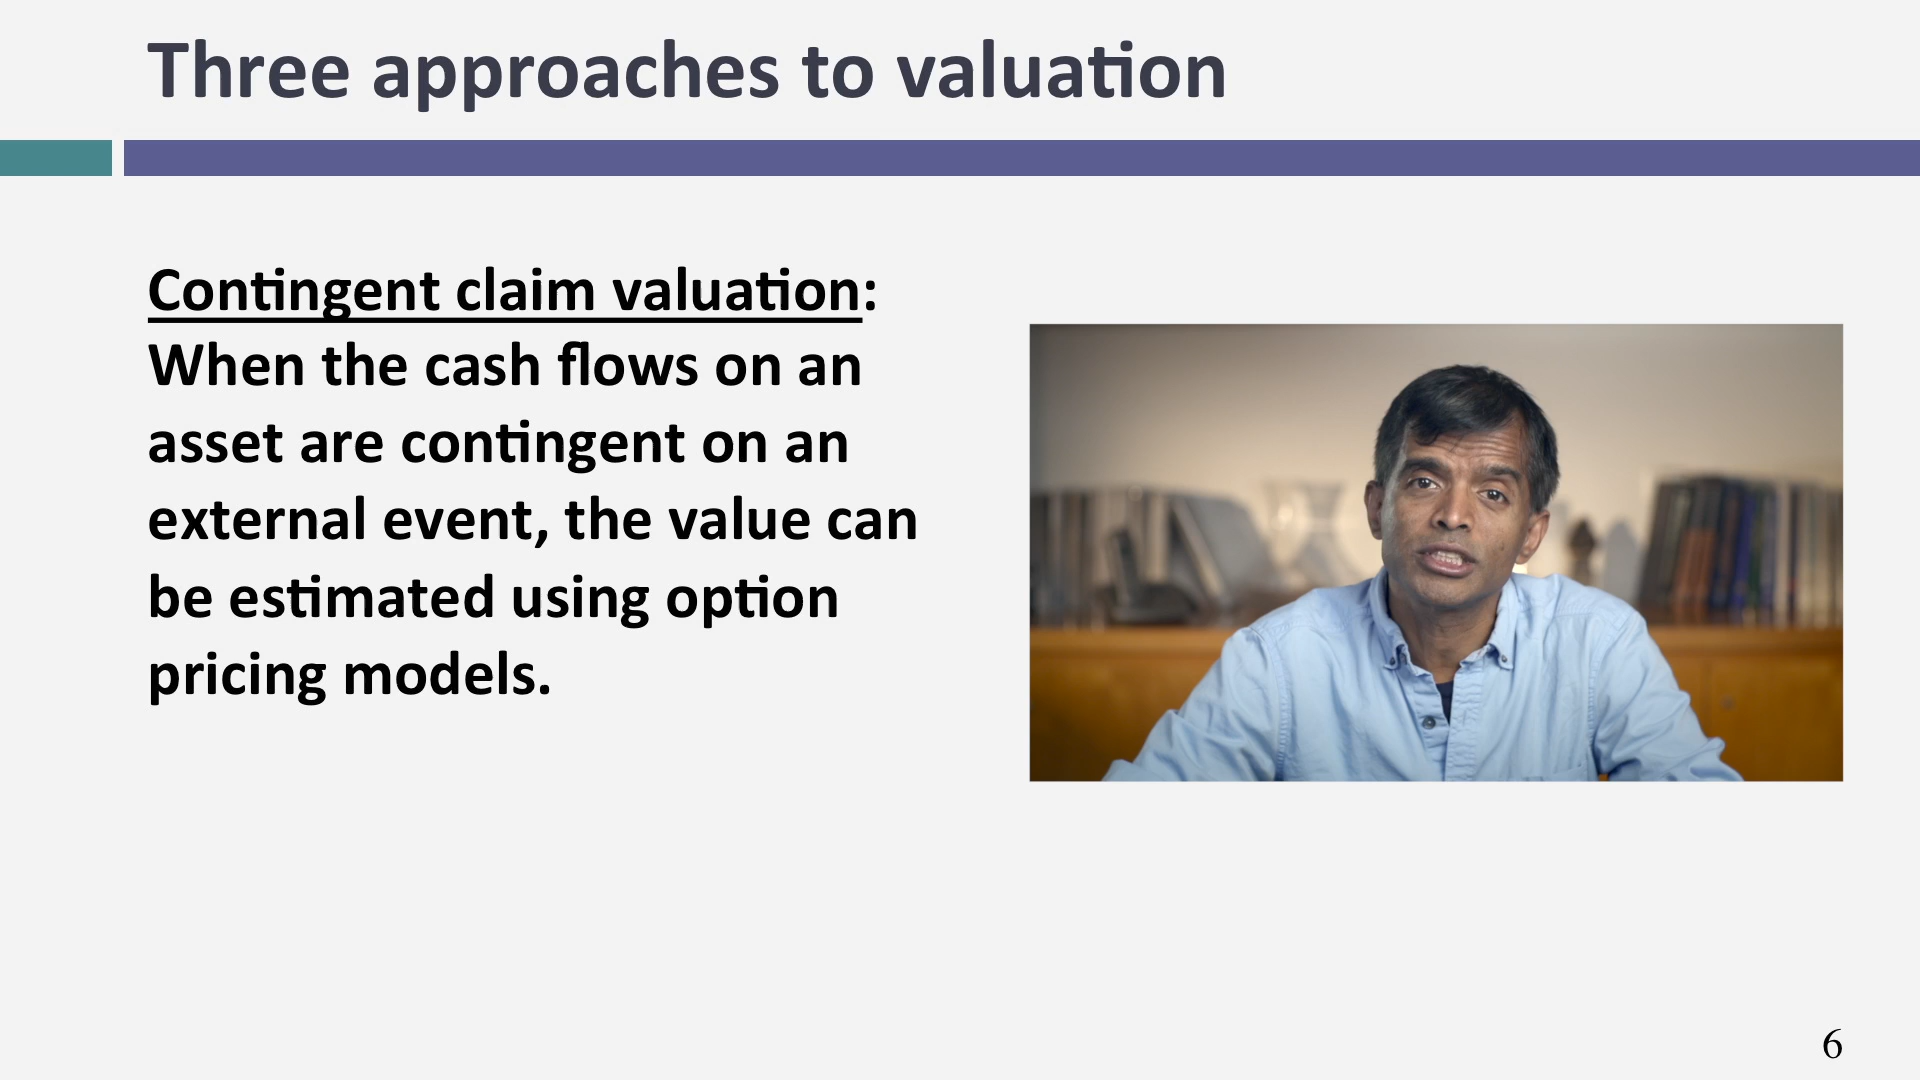 Three approaches to valuation
Contingent claim valuation:
When the cash flows on an
asset are contingent on an
external event, the value can
be estimated using option
pricing models.
6